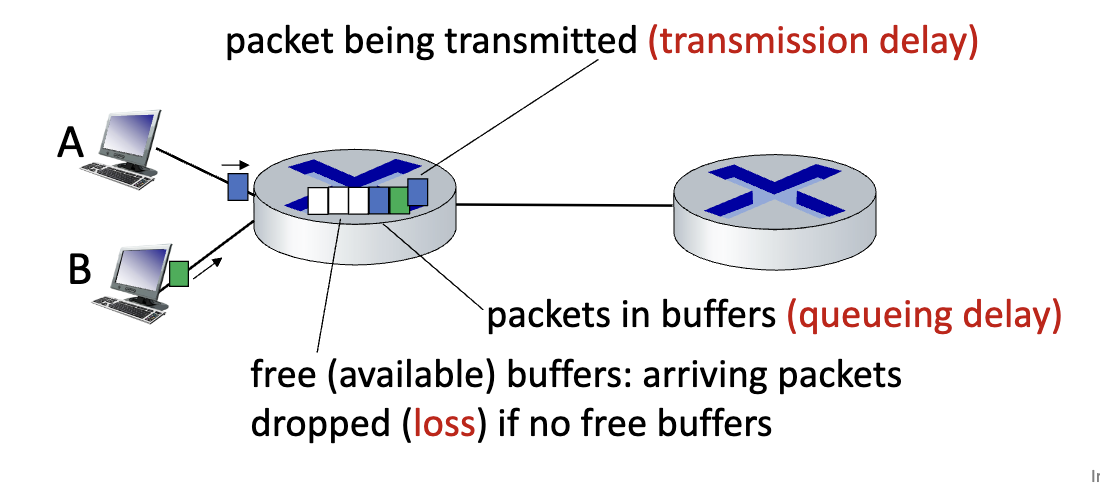 packet being transmitted (transmission delay)
A
B
packets in buffers (queueing delay)
free (available) buffers: arriving packets
dropped (loss) if no free buffers